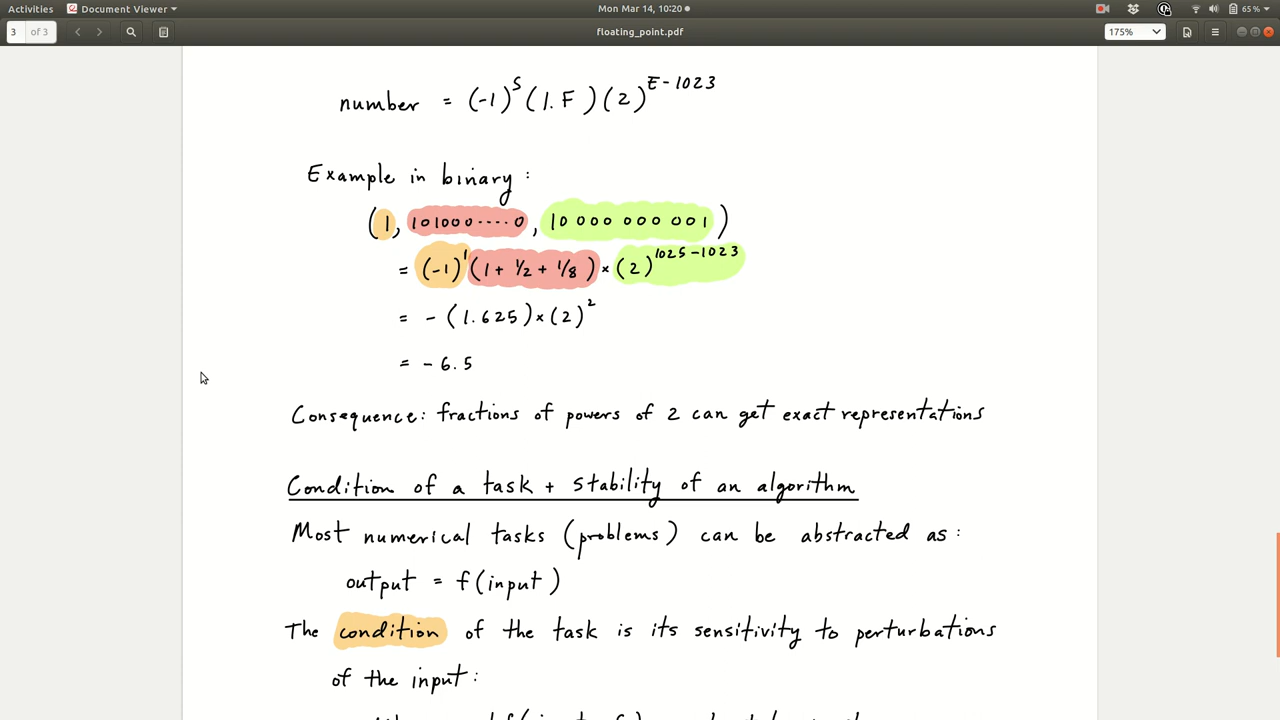 Activities Document Viewer Mon Mar 14, 10:20 65%
3 of 3 floating_point.pdf 175%
number = (-1)^S (1.F)(2)^E-1023
Example in binary:
(1, 101000····0, 10000000001)
= (-1)^1 (1 + 1/2 + 1/8) × (2)^1025-1023
= - (1.625) × (2)^2
= - 6.5
Consequence: fractions of powers of 2 can get exact representations
Condition of a task + stability of an algorithm
Most numerical tasks (problems) can be abstracted as:
output = f(input)
The condition of the task is its sensitivity to perturbations
of the input: